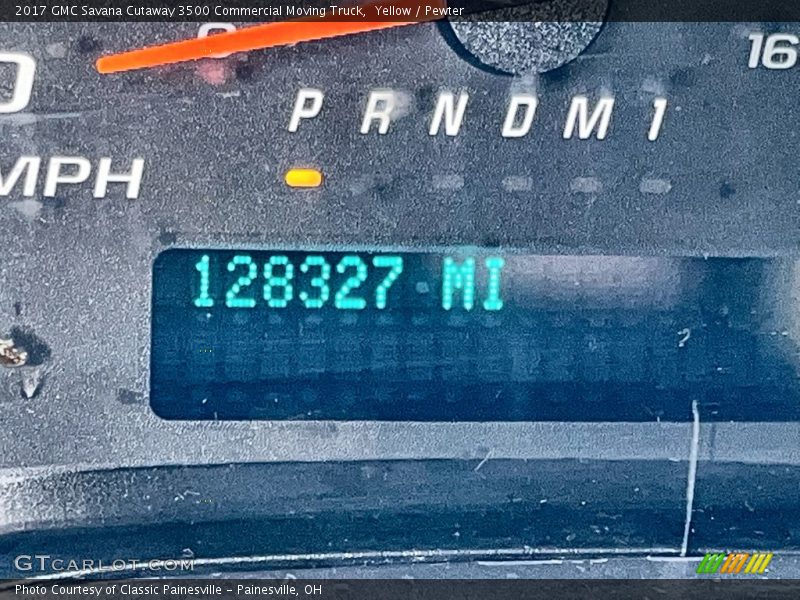 2017 GMC Savana Cutaway 3500 Commercial Moving Truck, Yellow / Pewter
0
16
P R N D M 1
MPH
128327 MI
GTCARLOT.COM
Photo Courtesy of Classic Painesville - Painesville, OH